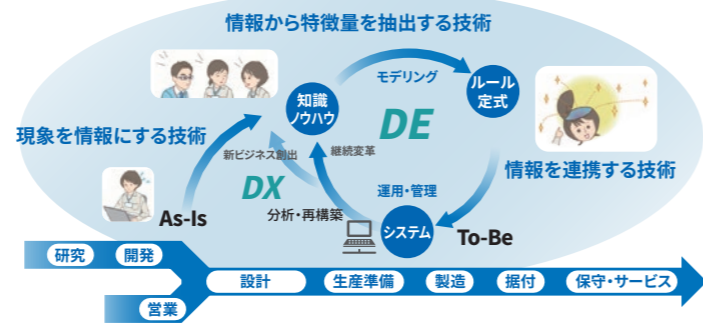 情報から特徴量を抽出する技術
モデリング
ルール
定式
知識
ノウハウ
DE
現象を情報にする技術
新ビジネス創出
継続変革
情報を連携する技術
DX
運用・管理
分析・再構築
As-Is
システム
To-Be
研究
開発
設計
生産準備
製造
据付
保守・サービス
営業